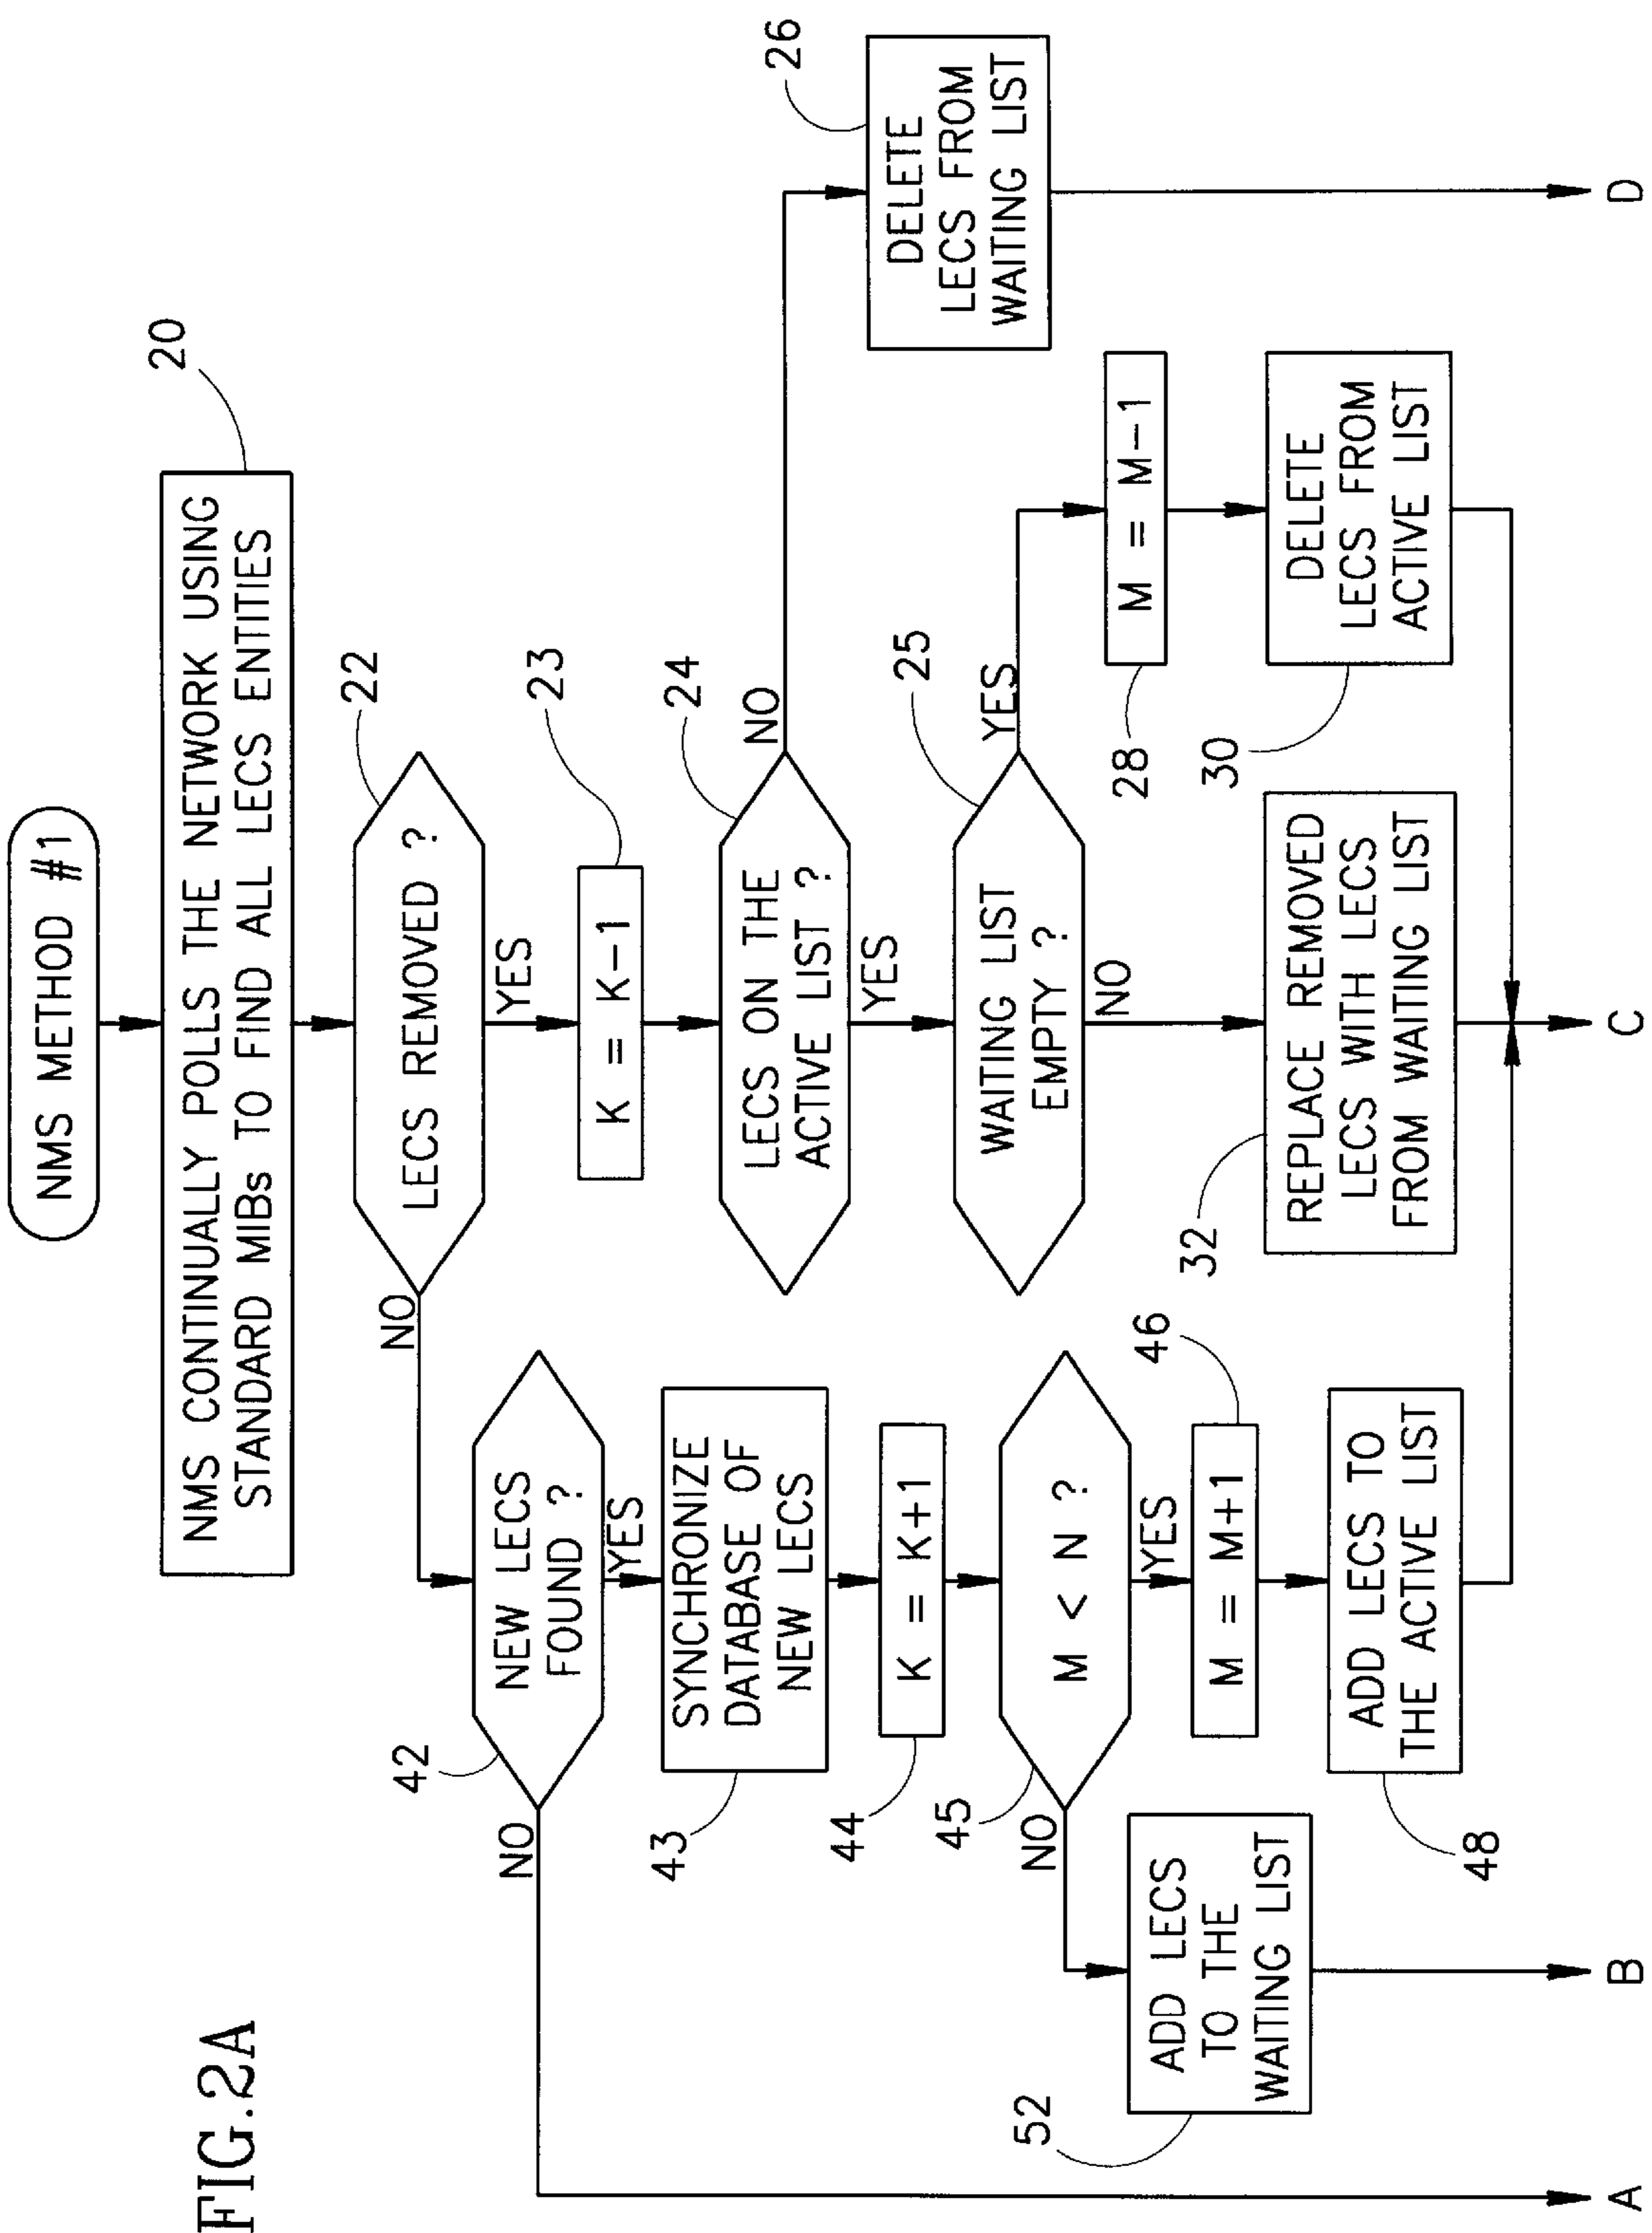 FIG.2A
NMS METHOD #1
NMS CONTINUALLY POLLS THE NETWORK USING
STANDARD MIBs TO FIND ALL LECS ENTITIES
20
LECS REMOVED ?
22
NO
YES
K = K-1
23
LECS ON THE
ACTIVE LIST ?
24
NO
YES
DELETE
LECS FROM
WAITING LIST
26
WAITING LIST
EMPTY ?
25
YES
NO
M = M-1
28
DELETE
LECS FROM
ACTIVE LIST
30
REPLACE REMOVED
LECS WITH LECS
FROM WAITING LIST
32
NEW LECS
FOUND ?
42
NO
YES
SYNCHRONIZE
DATABASE OF
NEW LECS
43
K = K+1
44
M < N ?
45
NO
YES
M = M+1
46
ADD LECS TO
THE ACTIVE LIST
48
ADD LECS
TO THE
WAITING LIST
52
A
B
C
D